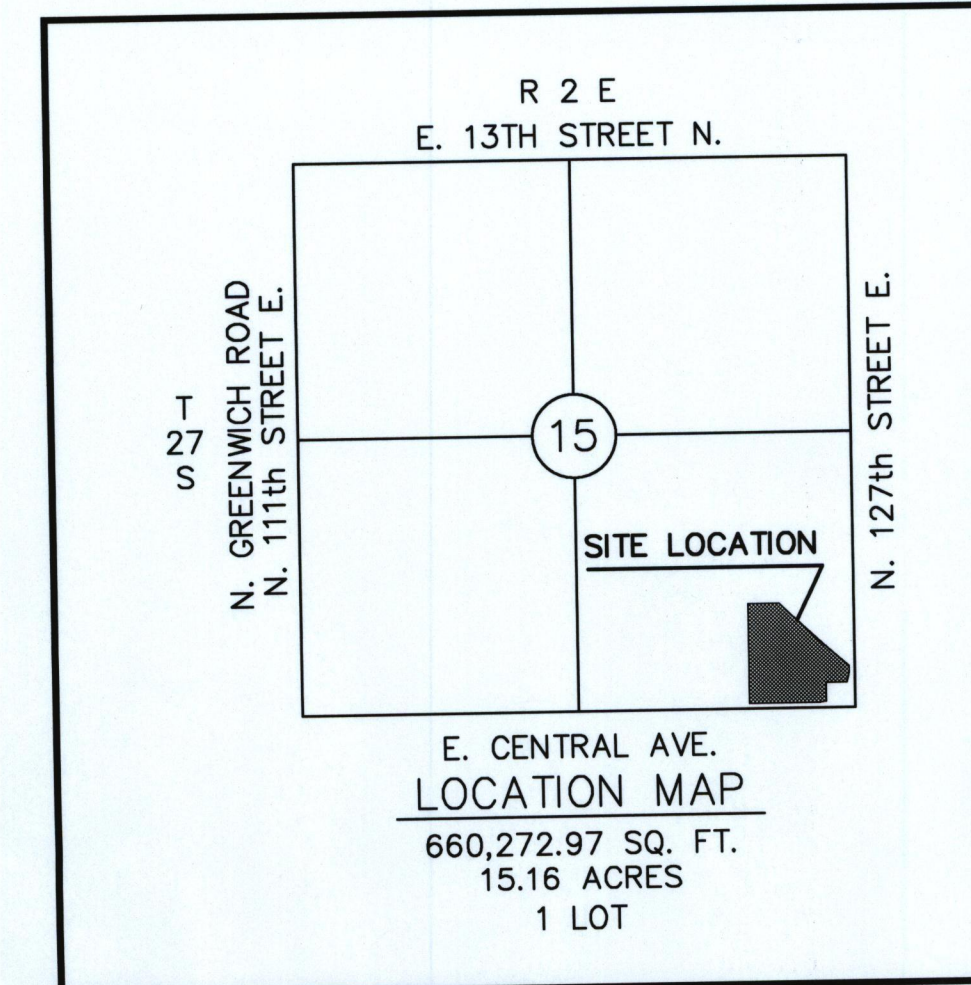 R 2 E
E. 13TH STREET N.
N. GREENWICH ROAD
N. 111th STREET E.
T
27
S
15
N. 127th STREET E.
SITE LOCATION
E. CENTRAL AVE.
LOCATION MAP
660,272.97 SQ. FT.
15.16 ACRES
1 LOT